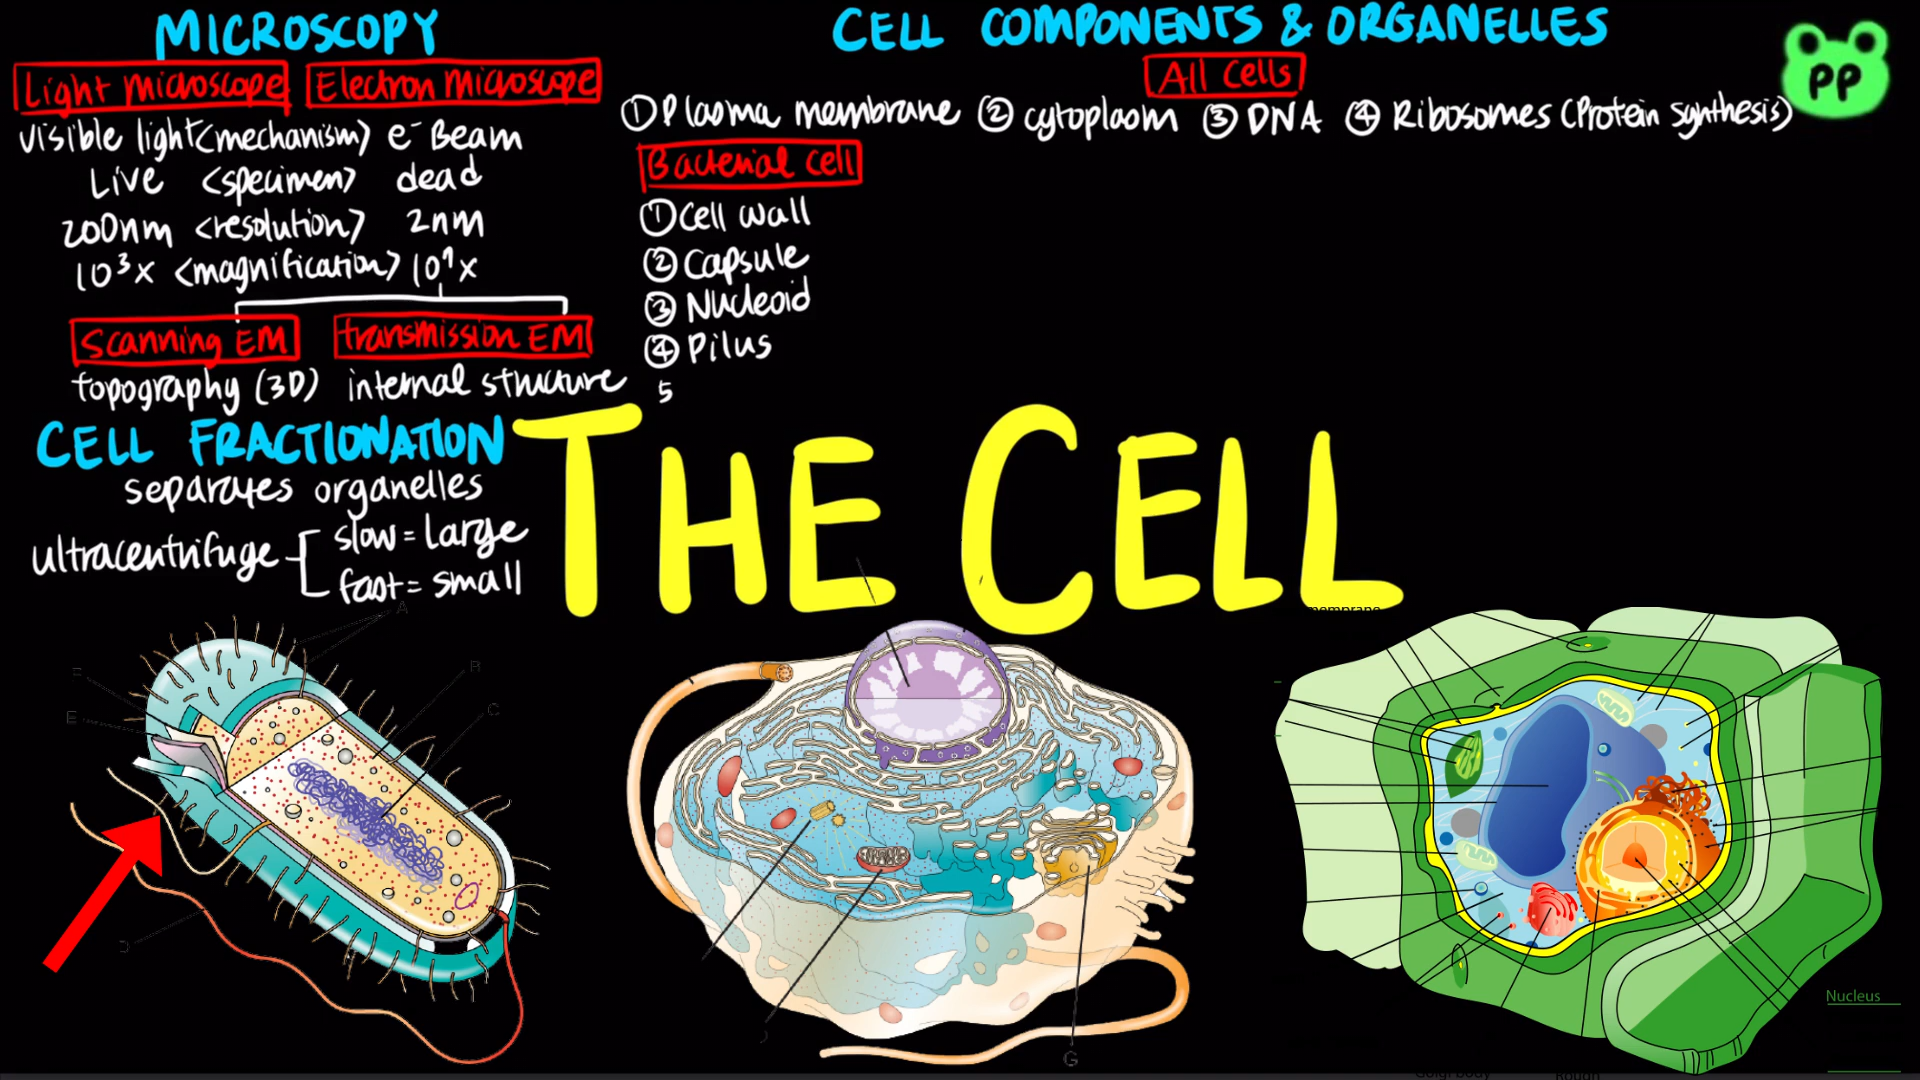 MICROSCOPY
Light microscope Electron microscope
visible light <mechanism> e⁻ Beam
Live <specimen> dead
200nm <resolution> 2nm
10³x <magnification> 10⁹x
Scanning EM transmission EM
topography (3D) internal structure
CELL FRACTIONATION
separates organelles
ultracentrifuge
slow = Large
fast = small
CELL COMPONENTS & ORGANELLES
PP
All Cells
① Plasma membrane ② cytoplasm ③ DNA ④ Ribosomes (Protein synthesis)
Bacterial Cell
① Cell wall
② Capsule
③ Nucleoid
④ Pilus
5
THE CELL
A
B
C
F
E
D
G
Nucleus